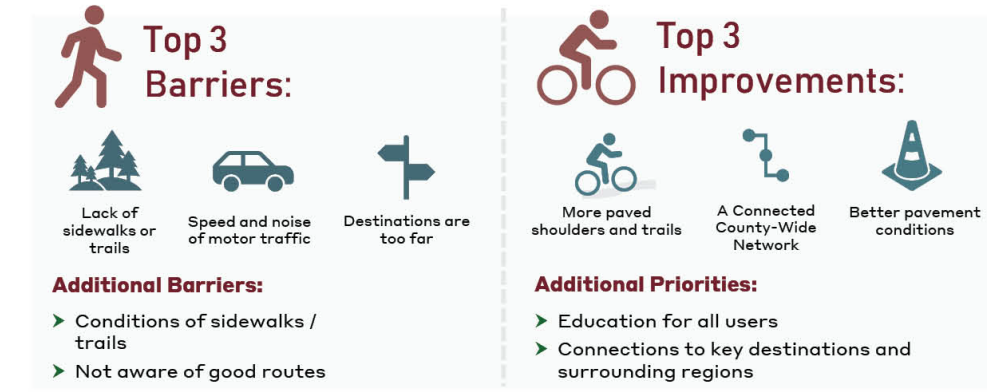 Top 3
Barriers:
Lack of
sidewalks or
trails
Speed and noise
of motor traffic
Destinations are
too far
Additional Barriers:
Conditions of sidewalks /
trails
Not aware of good routes
Top 3
Improvements:
More paved
shoulders and trails
A Connected
County-Wide
Network
Better pavement
conditions
Additional Priorities:
Education for all users
Connections to key destinations and
surrounding regions